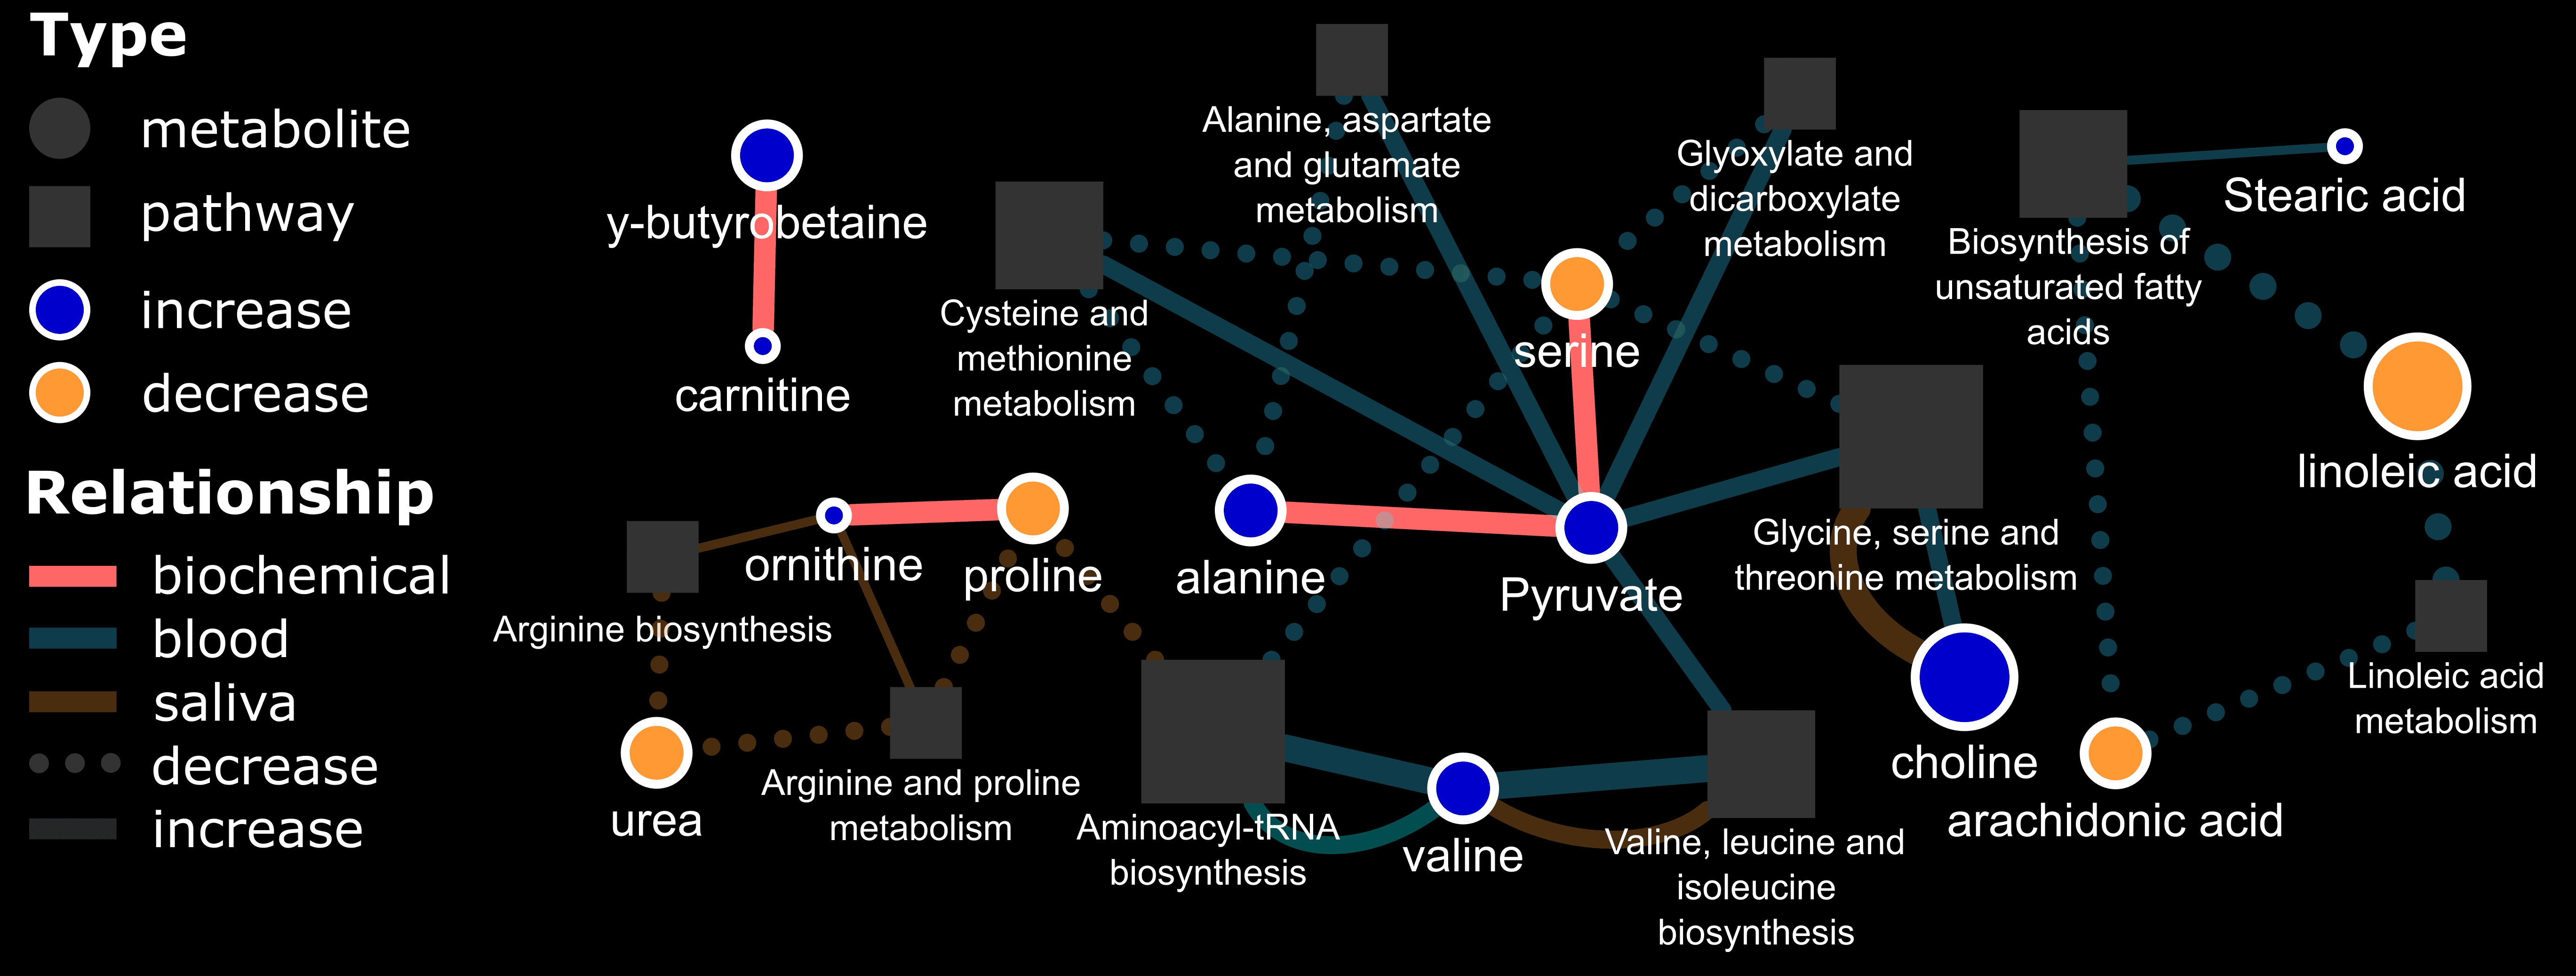 Type
metabolite
pathway
increase
decrease
Relationship
biochemical
blood
saliva
decrease
increase
y-butyrobetaine
carnitine
Cysteine and
methionine
metabolism
Alanine, aspartate
and glutamate
metabolism
Glyoxylate and
dicarboxylate
metabolism
serine
Biosynthesis of
unsaturated fatty
acids
Stearic acid
linoleic acid
Arginine biosynthesis
ornithine
proline
alanine
Pyruvate
Glycine, serine and
threonine metabolism
urea
Arginine and proline
metabolism
Aminoacyl-tRNA
biosynthesis
valine
Valine, leucine and
isoleucine
biosynthesis
choline
arachidonic acid
Linoleic acid
metabolism